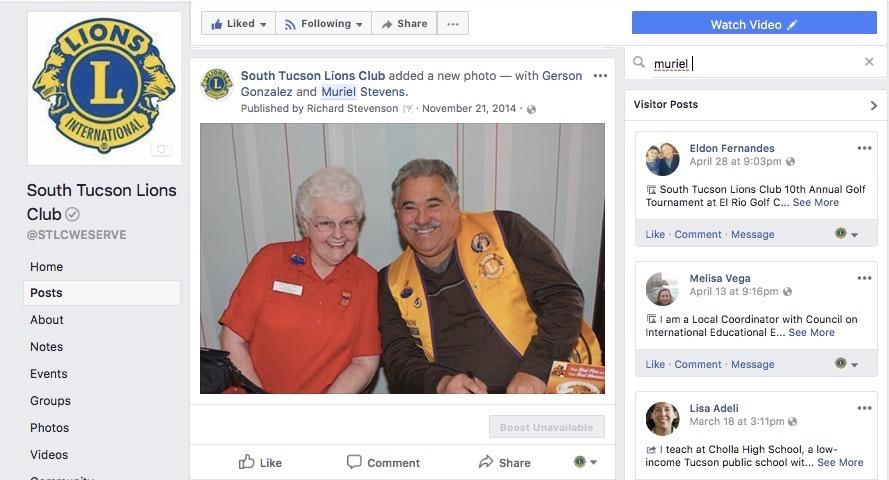 LIONS
L
INTERNATIONAL
®
South Tucson Lions
Club
@STLCWESERVE
Home
Posts
About
Notes
Events
Groups
Photos
Videos
Community
Liked
Following
Share
South Tucson Lions Club added a new photo — with Gerson
Gonzalez and Muriel Stevens.
Published by Richard Stevenson [?] · November 21, 2014 ·
Boost Unavailable
Like
Comment
Share
Watch Video
muriel
Visitor Posts
Eldon Fernandes
April 28 at 9:03pm
South Tucson Lions Club 10th Annual Golf
Tournament at El Rio Golf C... See More
Like · Comment · Message
Melisa Vega
April 13 at 9:16pm
I am a Local Coordinator with Council on
International Educational E... See More
Like · Comment · Message
Lisa Adeli
March 18 at 3:11pm
I teach at Cholla High School, a low-
income Tucson public school wit... See More